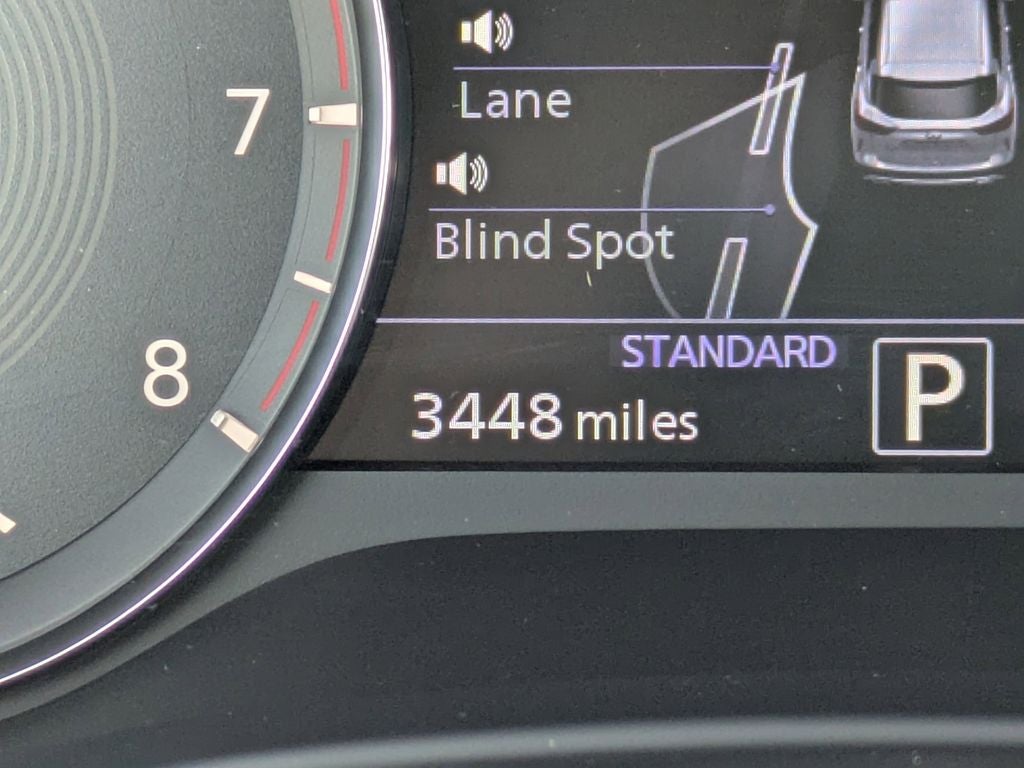 7
Lane
Blind Spot
8
STANDARD
3448 miles
P